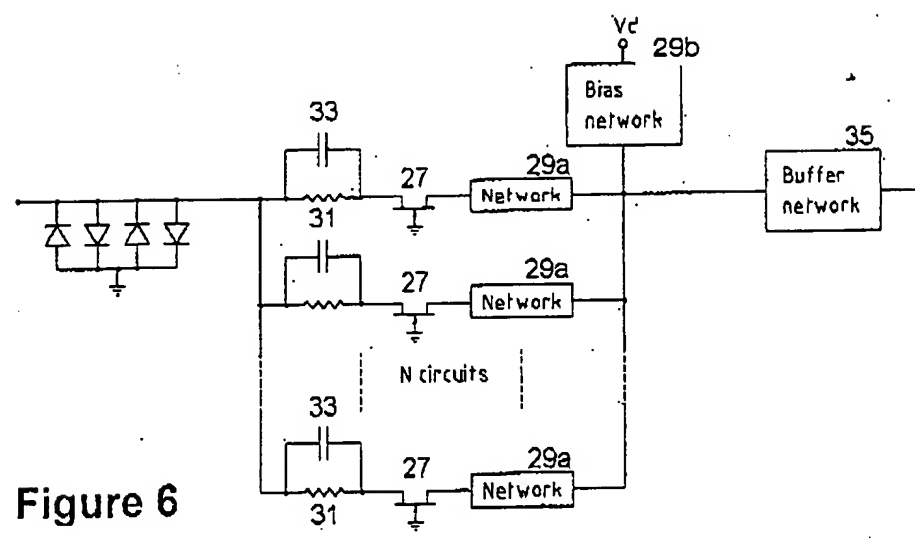 Vd
29b
Bias
network
33
27
29a
Network
35
Buffer
network
31
27
29a
Network
N circuits
33
27
29a
Network
31
Figure 6